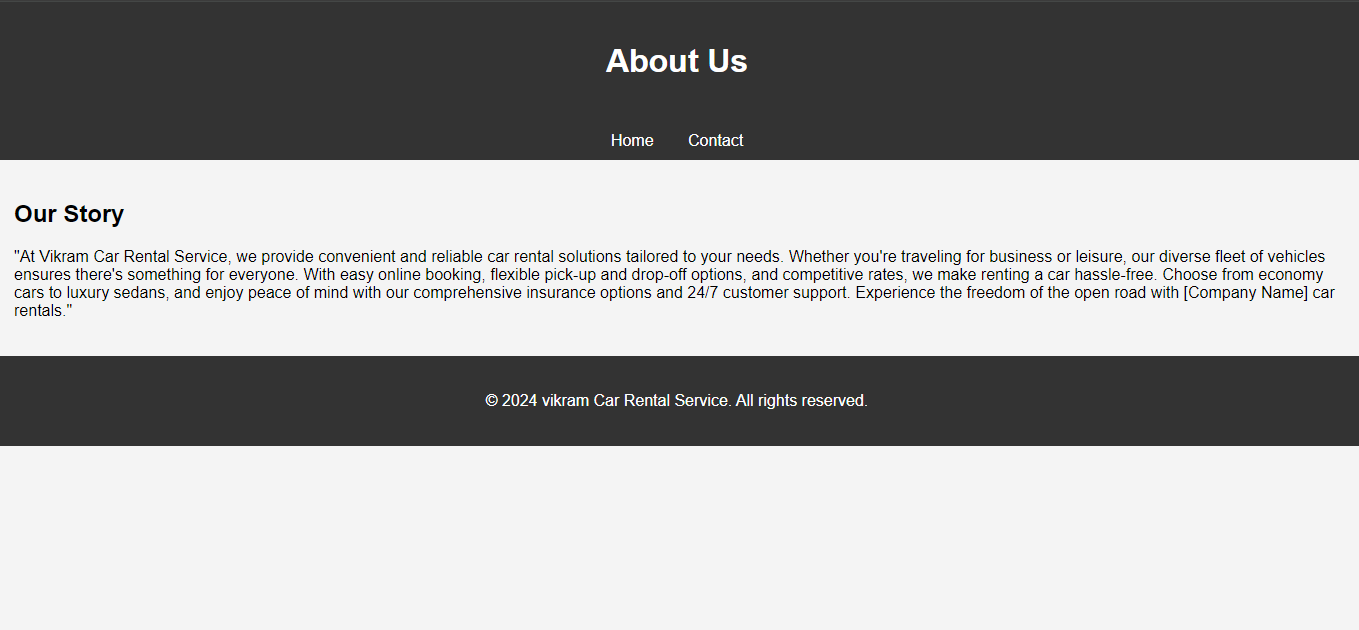 About Us
Home Contact
Our Story
"At Vikram Car Rental Service, we provide convenient and reliable car rental solutions tailored to your needs. Whether you're traveling for business or leisure, our diverse fleet of vehicles
ensures there's something for everyone. With easy online booking, flexible pick-up and drop-off options, and competitive rates, we make renting a car hassle-free. Choose from economy
cars to luxury sedans, and enjoy peace of mind with our comprehensive insurance options and 24/7 customer support. Experience the freedom of the open road with [Company Name] car
rentals."
© 2024 vikram Car Rental Service. All rights reserved.